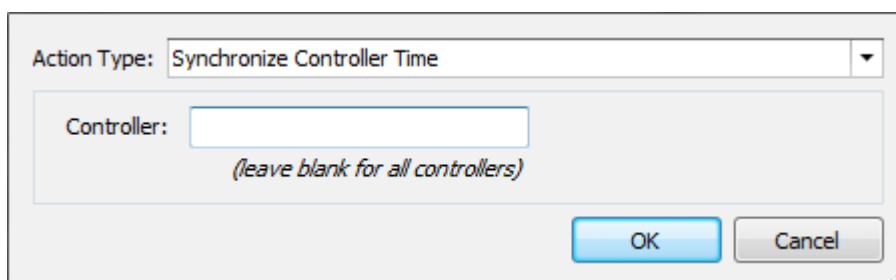 Action Type: Synchronize Controller Time
Controller:
(leave blank for all controllers)
OK Cancel